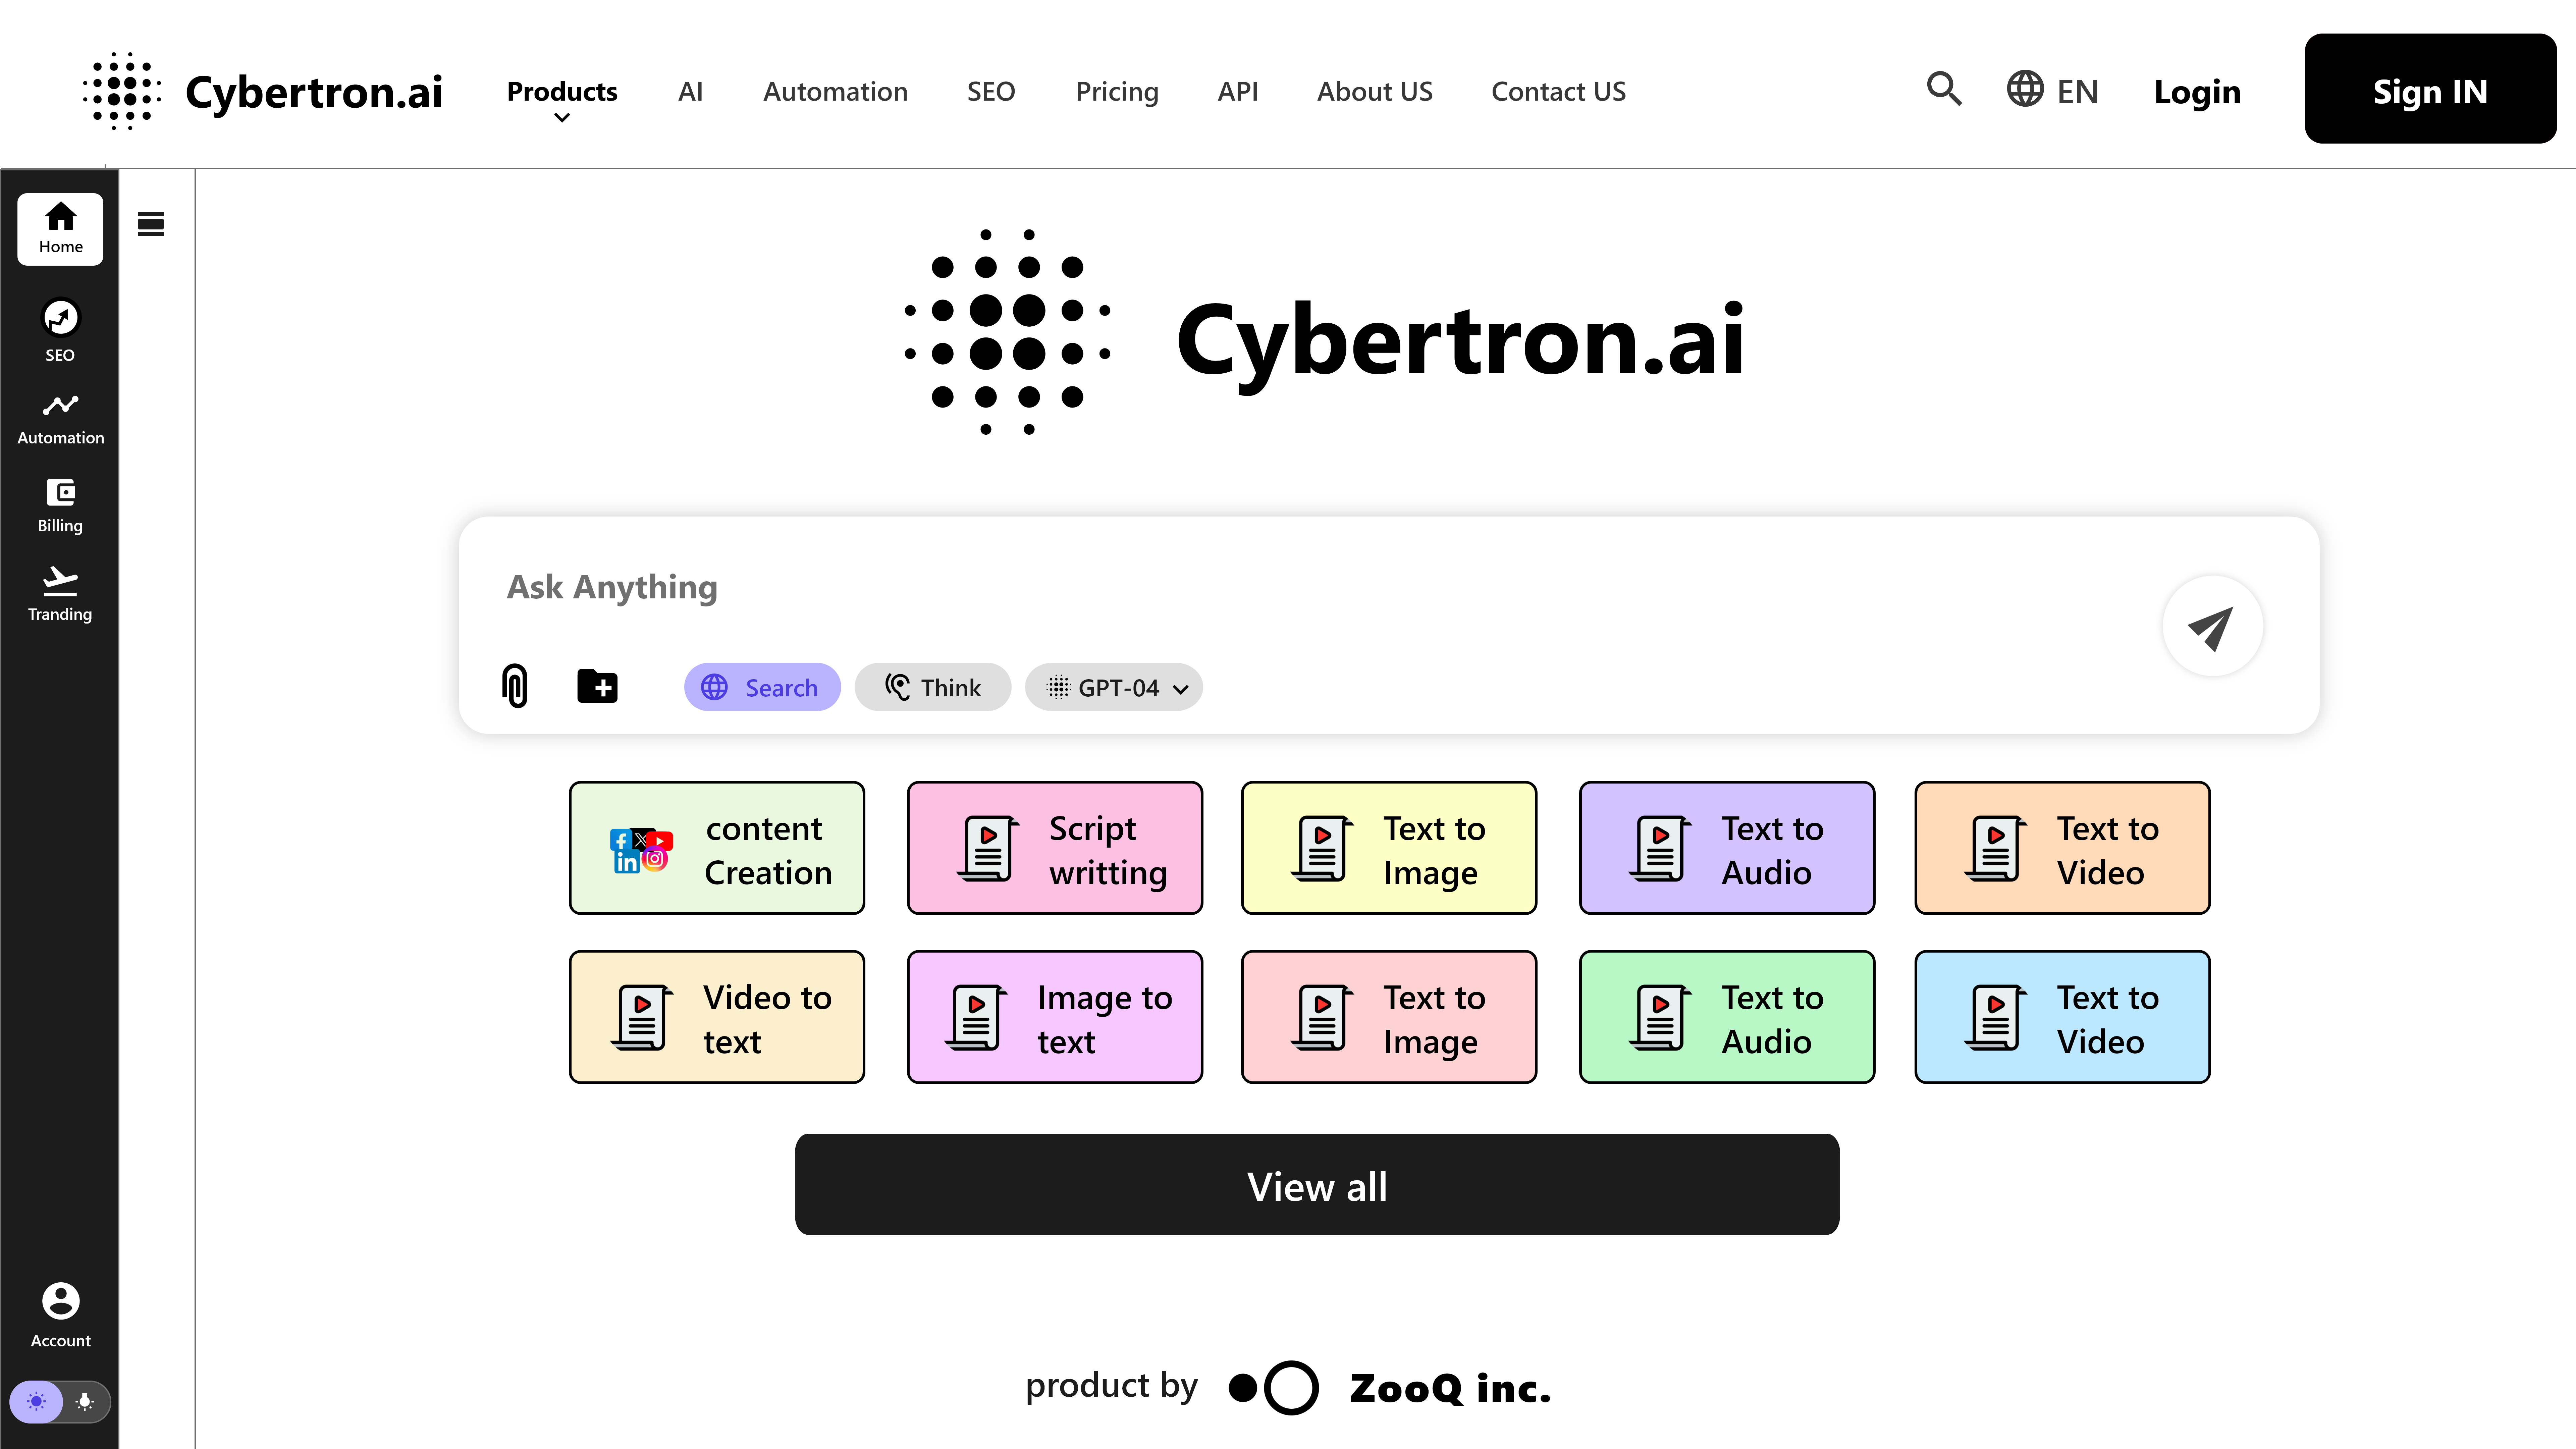 Cybertron.ai
Products
AI
Automation
SEO
Pricing
API
About US
Contact US
EN
Login
Sign IN
Home
SEO
Automation
Billing
Tranding
Account
Cybertron.ai
Ask Anything
Search
Think
GPT-04
content
Creation
Script
writting
Text to
Image
Text to
Audio
Text to
Video
Video to
text
Image to
text
Text to
Image
Text to
Audio
Text to
Video
View all
product by
ZooQ inc.